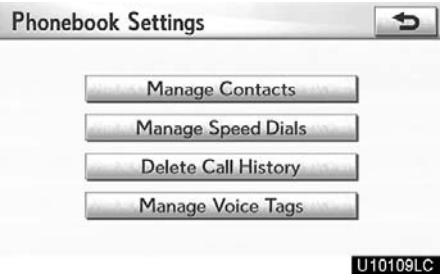 Phonebook Settings
Manage Contacts
Manage Speed Dials
Delete Call History
Manage Voice Tags
U10109LC